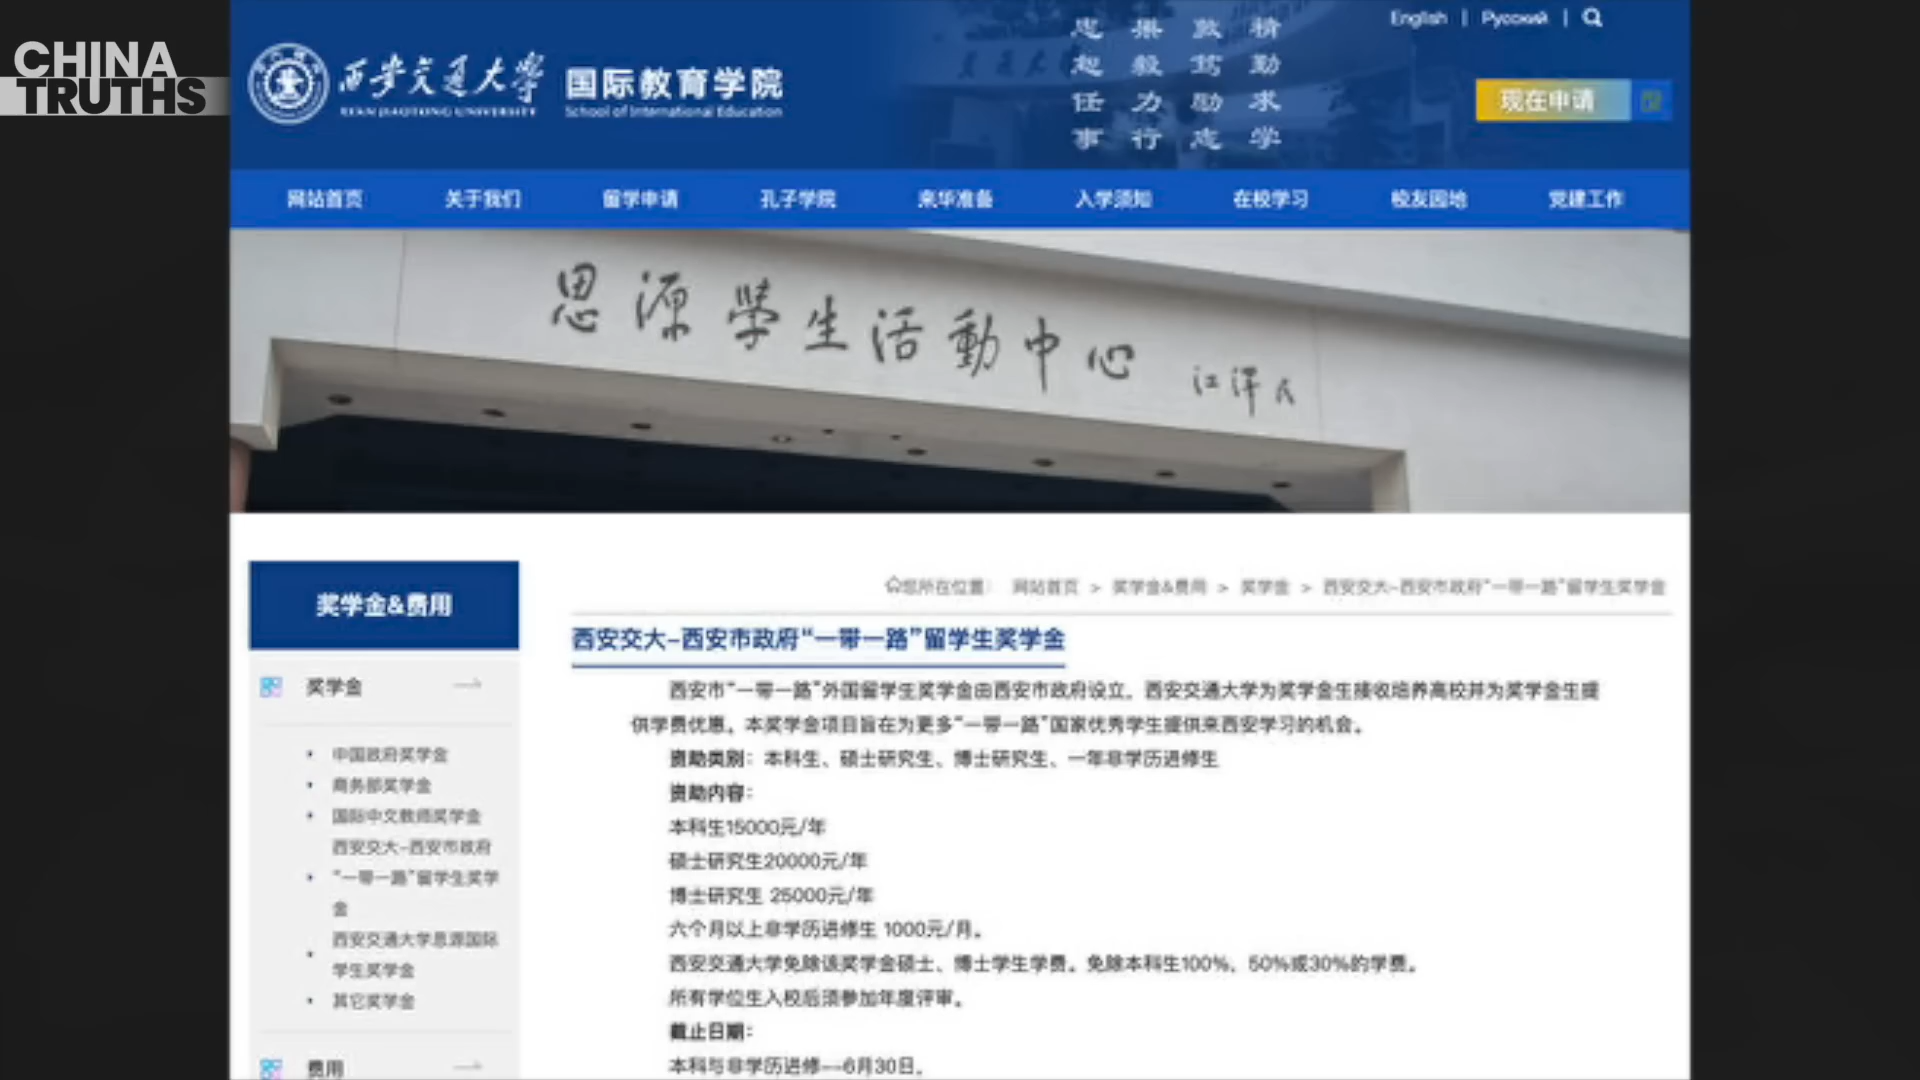 CHINA
TRUTHS
西安交通大学
XI'AN JIAOTONG UNIVERSITY
国际教育学院
School of International Education
忠 果 敦 精
恕 毅 笃 勤
任 力 励 求
事 行 志 学
English | Русский |
现在申请
网站首页 关于我们 留学申请 孔子学院 来华准备 入学须知 在校学习 校友园地 党建工作
思源學生活動中心 江泽民
奖学金&费用
奖学金
中国政府奖学金
商务部奖学金
国际中文教师奖学金
西安交大-西安市政府
“一带一路”留学生奖学
金
西安交通大学思源国际
学生奖学金
其它奖学金
费用
您所在位置： 网站首页 > 奖学金&费用 > 奖学金 > 西安交大-西安市政府“一带一路”留学生奖学金
西安交大-西安市政府“一带一路”留学生奖学金
西安市“一带一路”外国留学生奖学金由西安市政府设立，西安交通大学为奖学金生接收培养高校并为奖学金生提
供学费优惠。本奖学金项目旨在为更多“一带一路”国家优秀学生提供来西安学习的机会。
资助类别：本科生、硕士研究生、博士研究生、一年非学历进修生
资助内容：
本科生15000元/年
硕士研究生20000元/年
博士研究生 25000元/年
六个月以上非学历进修生 1000元/月。
西安交通大学免除该奖学金硕士、博士学生学费。免除本科生100%，50%或30%的学费。
所有学位生入校后须参加年度评审。
截止日期：
本科与非学历进修--6月30日。